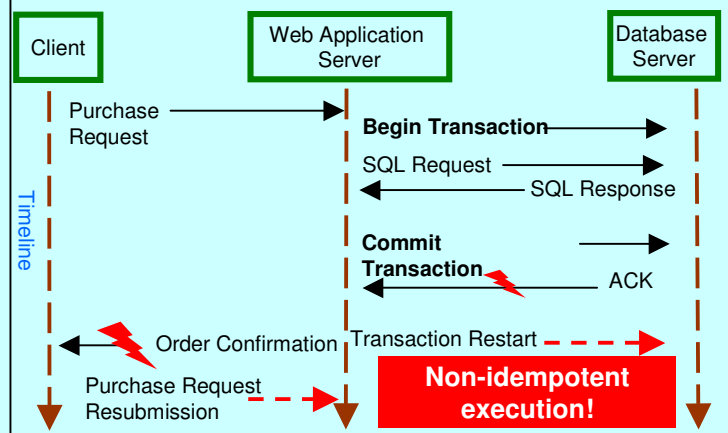 Client
Web Application
Server
Database
Server
Purchase
Request
Begin Transaction
SQL Request
SQL Response
Timeline
Commit
Transaction
ACK
Order Confirmation
Transaction Restart
Purchase Request
Resubmission
Non-idempotent
execution!